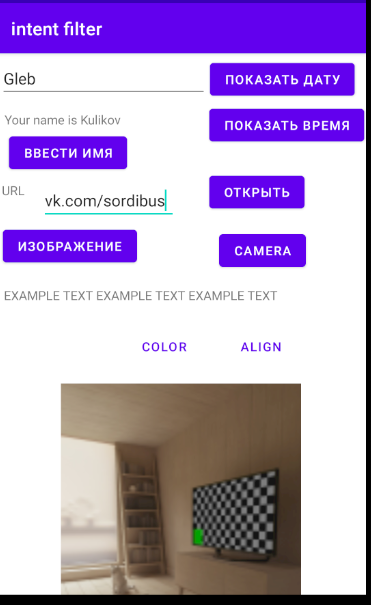 intent filter
Gleb
ПОКАЗАТЬ ДАТУ
Your name is Kulikov
ПОКАЗАТЬ ВРЕМЯ
ВВЕСТИ ИМЯ
URL
vk.com/sordibus
ОТКРЫТЬ
ИЗОБРАЖЕНИЕ
CAMERA
EXAMPLE TEXT EXAMPLE TEXT EXAMPLE TEXT
COLOR
ALIGN